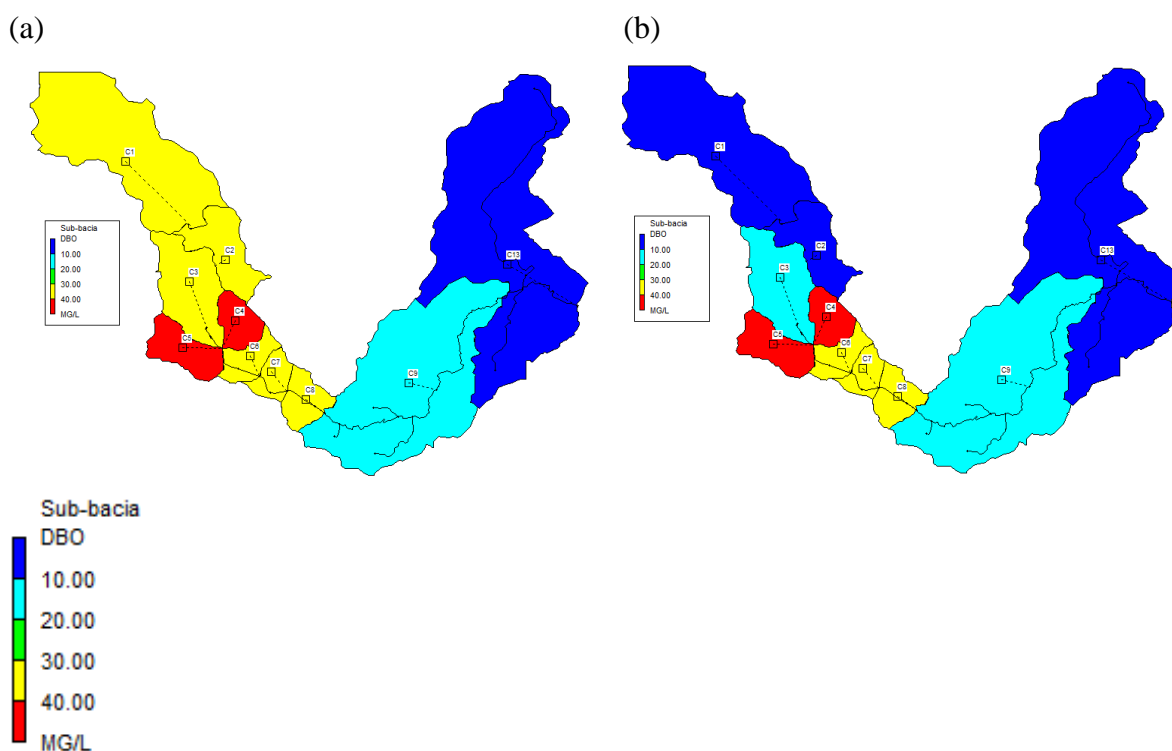 (a)
(b)
C1
C2
C3
C4
C5
C6
C7
C8
C9
C13
Sub-bacia
DBO
10.00
20.00
30.00
40.00
MG/L
C1
C2
C3
C4
C5
C6
C7
C8
C9
C13
Sub-bacia
DBO
10.00
20.00
30.00
40.00
MG/L
Sub-bacia
DBO
10.00
20.00
30.00
40.00
MG/L